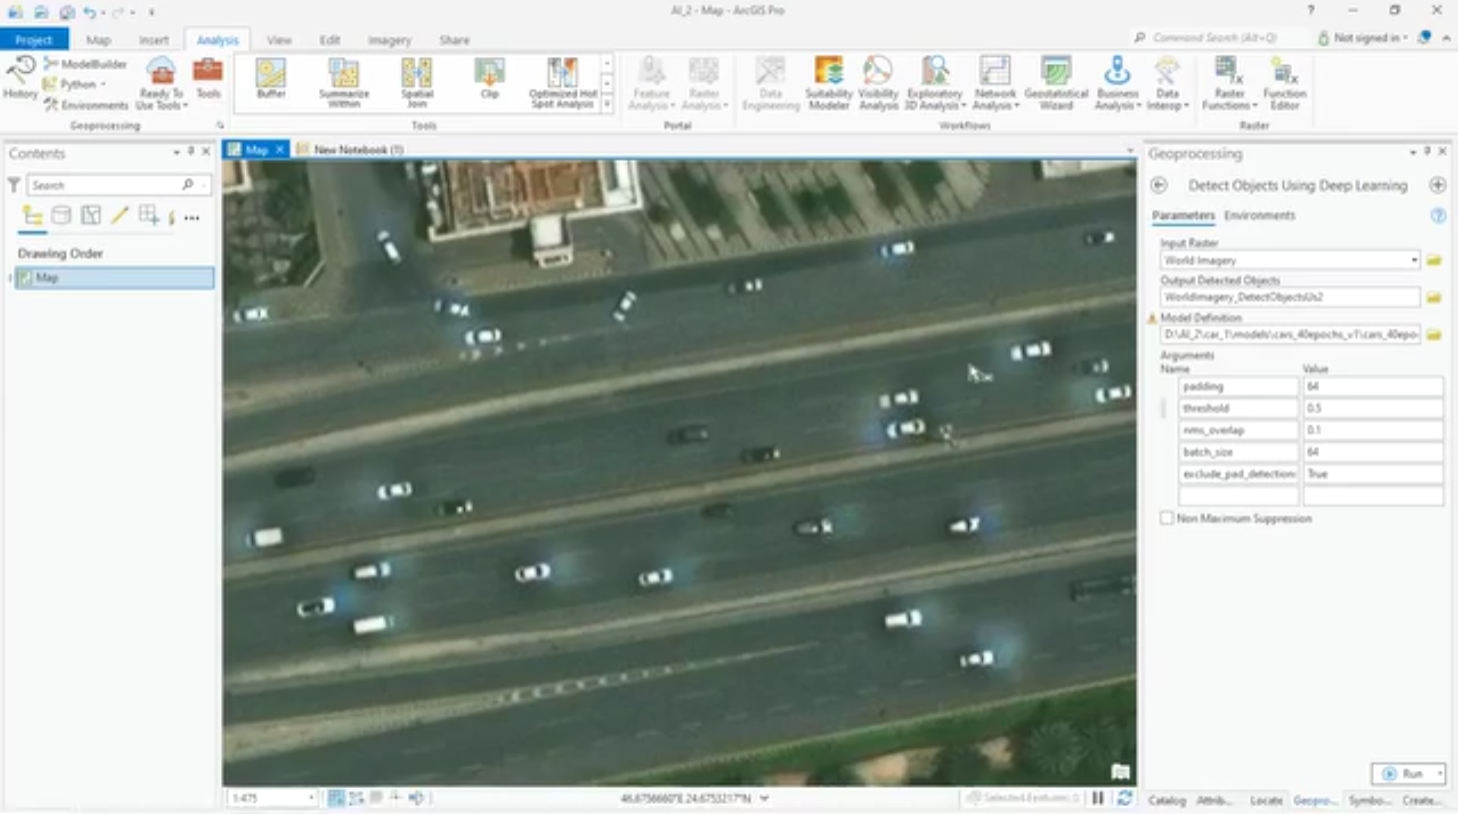 AI_2 - Map - ArcGIS Pro
Project Map Insert Analysis View Edit Imagery Share
Command Search (Alt+Q)
Not signed in
History
ModelBuilder
Python
Environments
Ready To Use Tools
Tools
Buffer
Summarize Within
Spatial Join
Clip
Optimized Hot Spot Analysis
Feature Analysis
Raster Analysis
Data Engineering
Suitability Modeler
Visibility Analysis
Exploratory 3D Analysis
Network Analysis
Geostatistical Wizard
Business Analysis
Data Interop
Raster Functions
Function Editor
Geoprocessing Tools Portal Workflows Raster
Contents
Search
Drawing Order
Map
Map New Notebook (1)
Geoprocessing
Detect Objects Using Deep Learning
Parameters Environments
Input Raster
World Imagery
Output Detected Objects
WorldImagery_DetectObjectsUs2
Model Definition
D:\AI_2\car_1\models\cars_40epochs_v1\cars_40epo
Arguments
Name Value
padding 64
threshold 0.5
nms_overlap 0.1
batch_size 64
exclude_pad_detection True
Non Maximum Suppression
Run
1:475
46.6756660°E 24.6753217°N
Catalog Attrib... Locate Geopro... Symbo... Create...